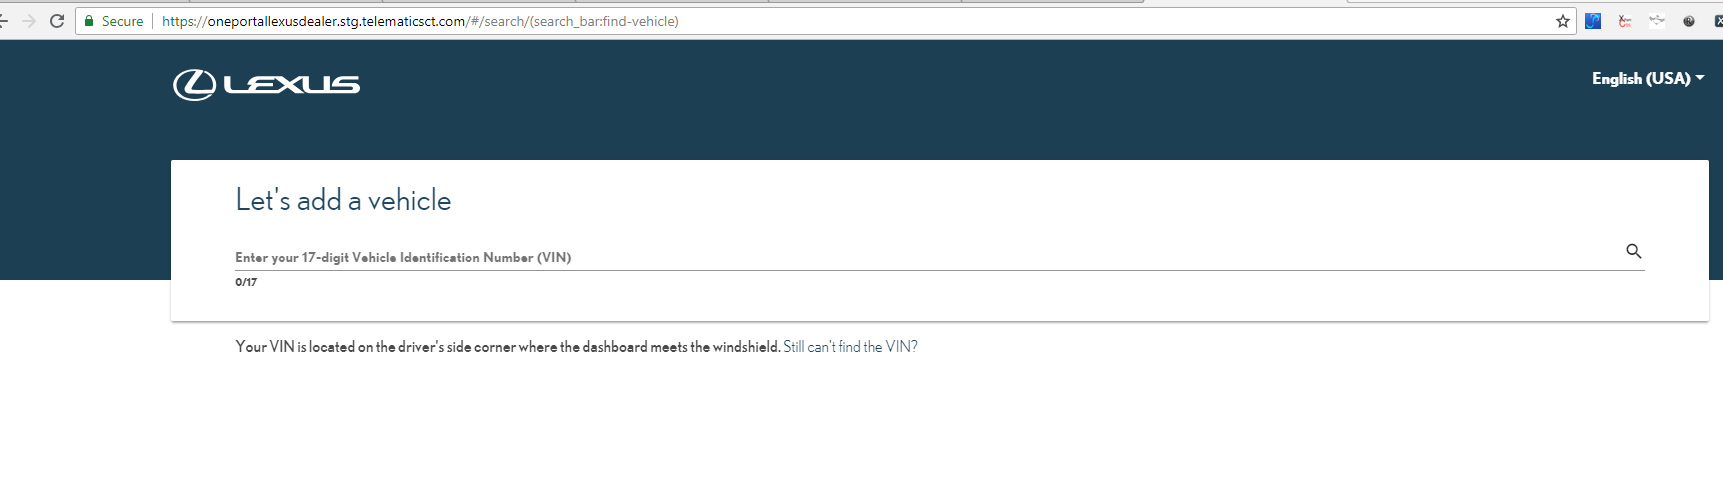 Secure https://oneportallexusdealer.stg.telematicsct.com/#/search/(search_bar:find-vehicle)
LEXUS
English (USA)
Let's add a vehicle
Enter your 17-digit Vehicle Identification Number (VIN)
0/17
Your VIN is located on the driver's side corner where the dashboard meets the windshield. Still can't find the VIN?